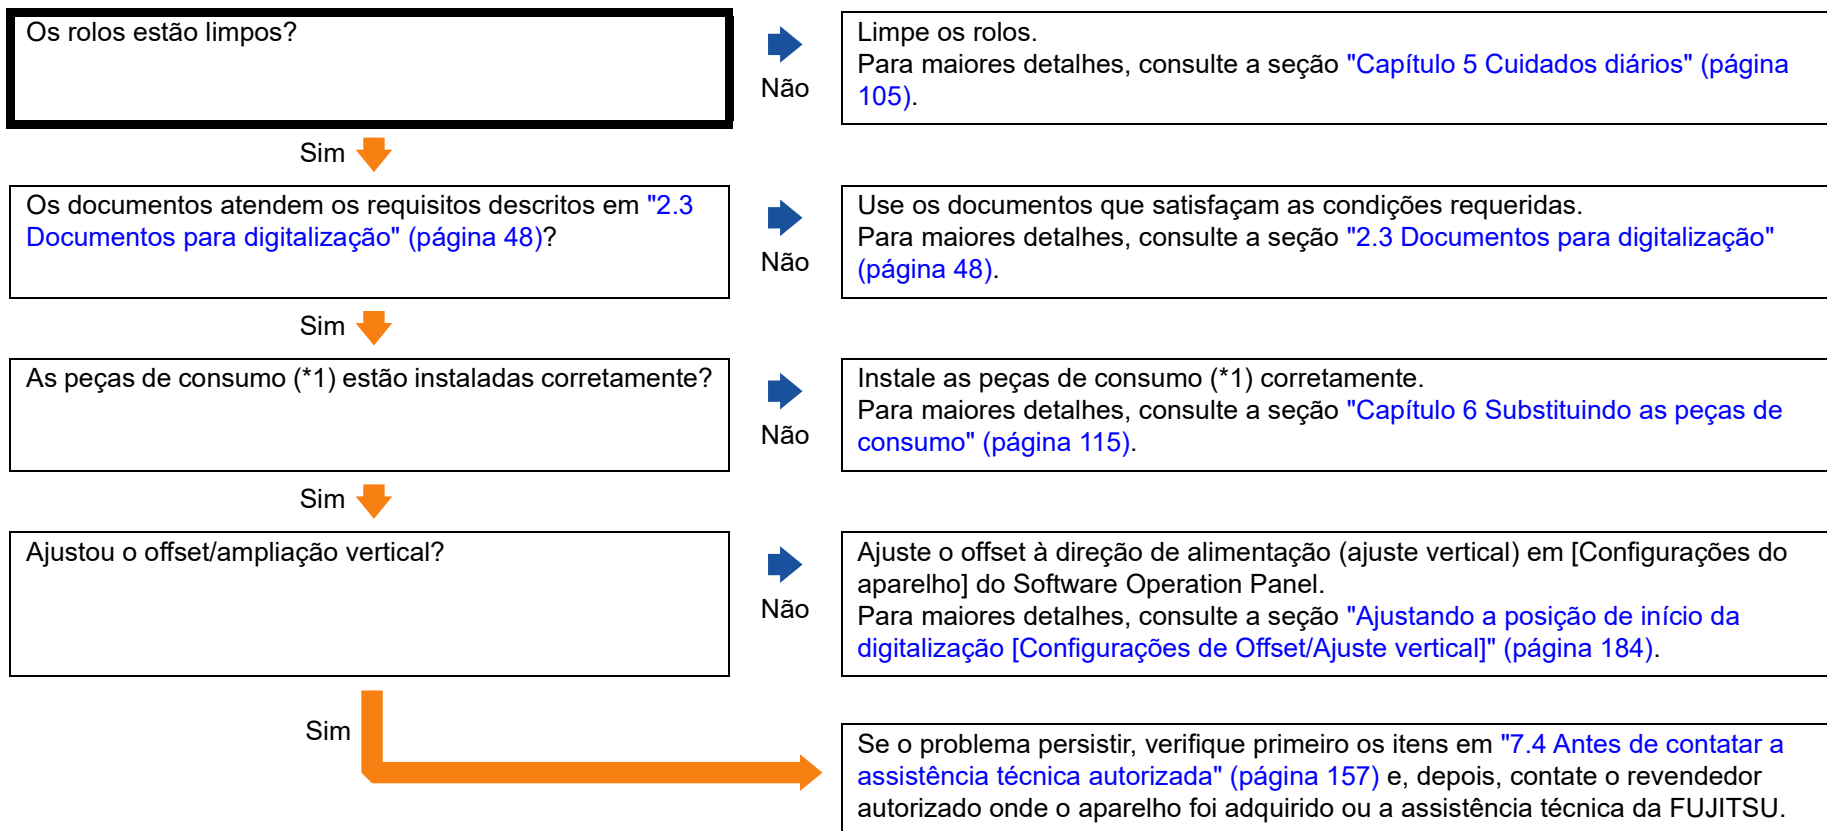 Os rolos estão limpos?
Não
Limpe os rolos.
Para maiores detalhes, consulte a seção "Capítulo 5 Cuidados diários" (página
105).
Sim
Os documentos atendem os requisitos descritos em "2.3
Documentos para digitalização" (página 48)?
Não
Use os documentos que satisfaçam as condições requeridas.
Para maiores detalhes, consulte a seção "2.3 Documentos para digitalização"
(página 48).
Sim
As peças de consumo (*1) estão instaladas corretamente?
Não
Instale as peças de consumo (*1) corretamente.
Para maiores detalhes, consulte a seção "Capítulo 6 Substituindo as peças de
consumo" (página 115).
Sim
Ajustou o offset/ampliação vertical?
Não
Ajuste o offset à direção de alimentação (ajuste vertical) em [Configurações do
aparelho] do Software Operation Panel.
Para maiores detalhes, consulte a seção "Ajustando a posição de início da
digitalização [Configurações de Offset/Ajuste vertical]" (página 184).
Sim
Se o problema persistir, verifique primeiro os itens em "7.4 Antes de contatar a
assistência técnica autorizada" (página 157) e, depois, contate o revendedor
autorizado onde o aparelho foi adquirido ou a assistência técnica da FUJITSU.